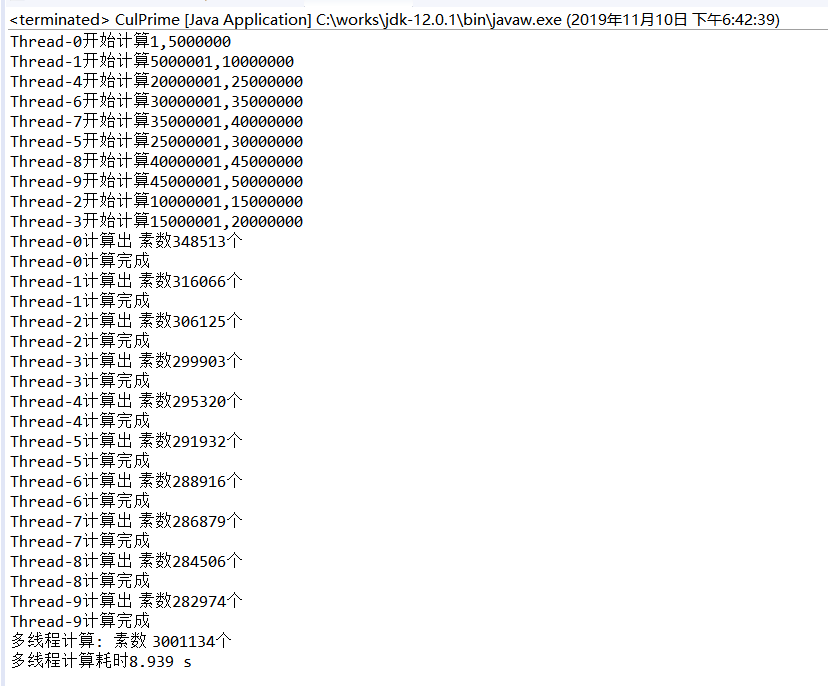 <terminated> CulPrime [Java Application] C:\works\jdk-12.0.1\bin\javaw.exe (2019年11月10日 下午6:42:39)
Thread-0开始计算1,5000000
Thread-1开始计算5000001,10000000
Thread-4开始计算20000001,25000000
Thread-6开始计算30000001,35000000
Thread-7开始计算35000001,40000000
Thread-5开始计算25000001,30000000
Thread-8开始计算40000001,45000000
Thread-9开始计算45000001,50000000
Thread-2开始计算10000001,15000000
Thread-3开始计算15000001,20000000
Thread-0计算出 素数348513个
Thread-0计算完成
Thread-1计算出 素数316066个
Thread-1计算完成
Thread-2计算出 素数306125个
Thread-2计算完成
Thread-3计算出 素数299903个
Thread-3计算完成
Thread-4计算出 素数295320个
Thread-4计算完成
Thread-5计算出 素数291932个
Thread-5计算完成
Thread-6计算出 素数288916个
Thread-6计算完成
Thread-7计算出 素数286879个
Thread-7计算完成
Thread-8计算出 素数284506个
Thread-8计算完成
Thread-9计算出 素数282974个
Thread-9计算完成
多线程计算: 素数 3001134个
多线程计算耗时8.939 s